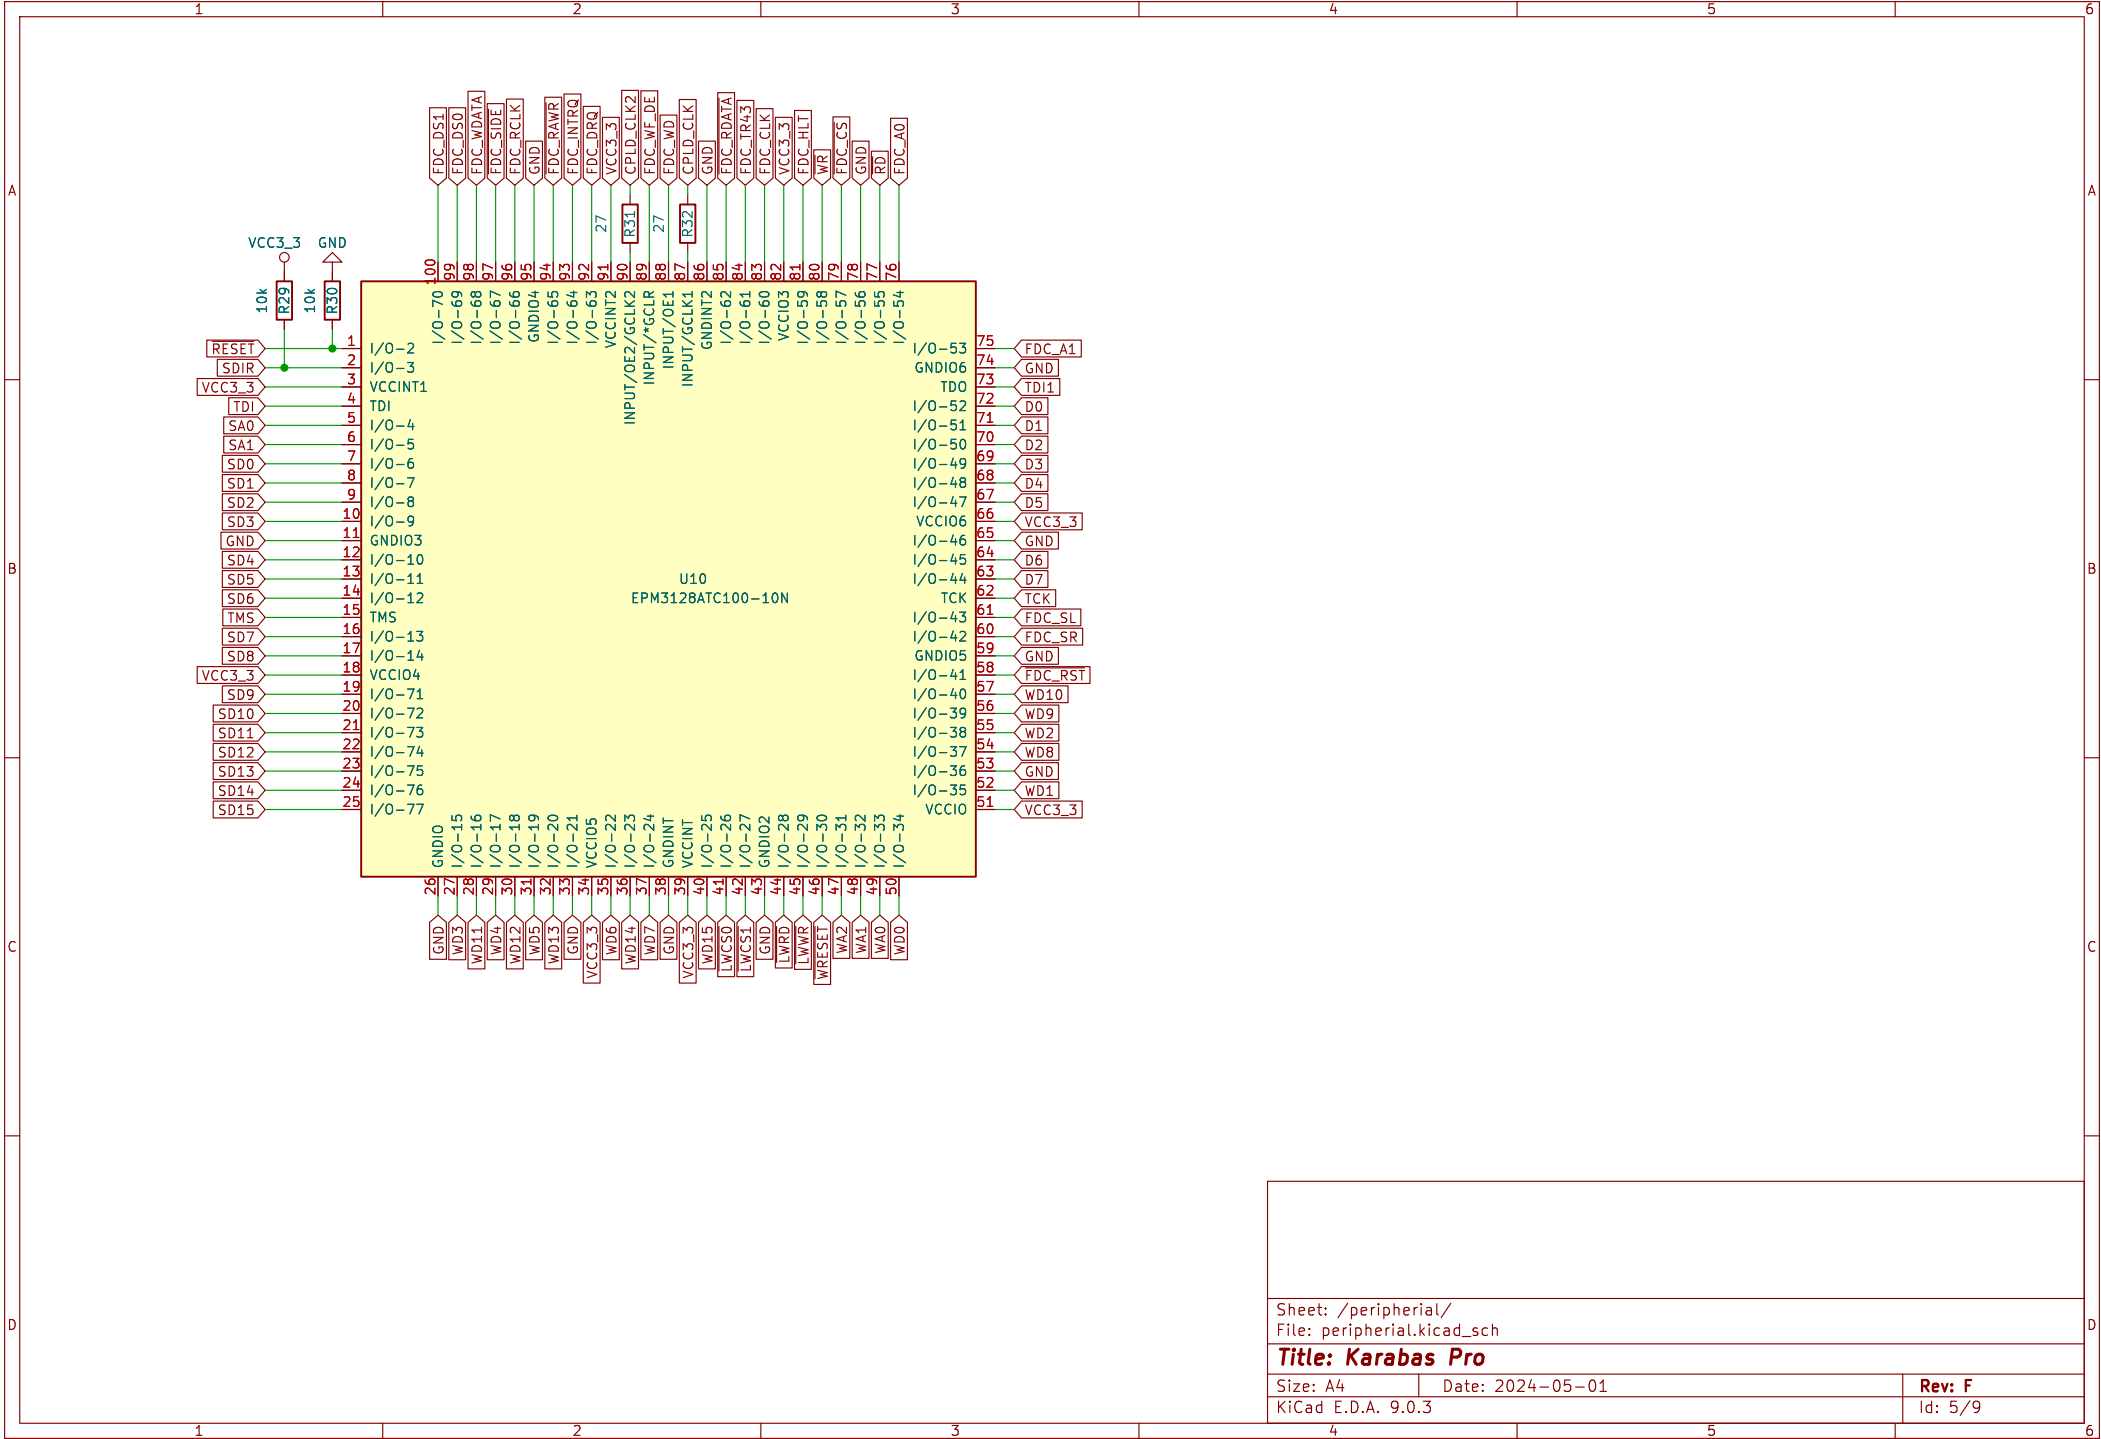 1 2 3 4 5 6
A
B
C
D
A
B
C
D
1 2 3 4 5 6
FDC_DS1
FDC_DS0
FDC_WDATA
FDC_SIDE
FDC_RCLK
GND
FDC_RAWR
FDC_INTRQ
FDC_DRQ
VCC3_3
CPLD_CLK2
FDC_WF_DE
FDC_WD
CPLD_CLK
GND
FDC_RDATA
FDC_TR43
FDC_CLK
VCC3_3
FDC_HLT
WR
FDC_CS
GND
RD
FDC_A0
27 R31 27 R32
VCC3_3 GND
10k R29 10k R30
100 99 98 97 96 95 94 93 92 91 90 89 88 87 86 85 84 83 82 81 80 79 78 77 76
I/O-70
I/O-69
I/O-68
I/O-67
I/O-66
GNDIO4
I/O-65
I/O-64
I/O-63
VCCINT2
INPUT/OE2/GCLK2
INPUT/*GCLR
INPUT/OE1
INPUT/GCLK1
GNDINT2
I/O-62
I/O-61
I/O-60
VCCIO3
I/O-59
I/O-58
I/O-57
I/O-56
I/O-55
I/O-54
RESET 1 I/O-2
SDIR 2 I/O-3
VCC3_3 3 VCCINT1
TDI 4 TDI
SA0 5 I/O-4
SA1 6 I/O-5
SD0 7 I/O-6
SD1 8 I/O-7
SD2 9 I/O-8
SD3 10 I/O-9
GND 11 GNDIO3
SD4 12 I/O-10
SD5 13 I/O-11
SD6 14 I/O-12
TMS 15 TMS
SD7 16 I/O-13
SD8 17 I/O-14
VCC3_3 18 VCCIO4
SD9 19 I/O-71
SD10 20 I/O-72
SD11 21 I/O-73
SD12 22 I/O-74
SD13 23 I/O-75
SD14 24 I/O-76
SD15 25 I/O-77
U10
EPM3128ATC100-10N
I/O-53 75 FDC_A1
GNDIO6 74 GND
TDO 73 TDI1
I/O-52 72 D0
I/O-51 71 D1
I/O-50 70 D2
I/O-49 69 D3
I/O-48 68 D4
I/O-47 67 D5
VCCIO6 66 VCC3_3
I/O-46 65 GND
I/O-45 64 D6
I/O-44 63 D7
TCK 62 TCK
I/O-43 61 FDC_SL
I/O-42 60 FDC_SR
GNDIO5 59 GND
I/O-41 58 FDC_RST
I/O-40 57 WD10
I/O-39 56 WD9
I/O-38 55 WD2
I/O-37 54 WD8
I/O-36 53 GND
I/O-35 52 WD1
VCCIO 51 VCC3_3
GNDIO
I/O-15
I/O-16
I/O-17
I/O-18
I/O-19
I/O-20
I/O-21
VCCIO5
I/O-22
I/O-23
I/O-24
GNDINT
VCCINT
I/O-25
I/O-26
I/O-27
GNDIO2
I/O-28
I/O-29
I/O-30
I/O-31
I/O-32
I/O-33
I/O-34
26 27 28 29 30 31 32 33 34 35 36 37 38 39 40 41 42 43 44 45 46 47 48 49 50
GND
WD3
WD11
WD4
WD12
WD5
WD13
GND
VCC3_3
WD6
WD14
WD7
GND
VCC3_3
WD15
LWCS0
LWCS1
GND
LWRD
LWWR
WRESET
WA2
WA1
WA0
WD0
Sheet: /peripherial/
File: peripherial.kicad_sch
Title: Karabas Pro
Size: A4 Date: 2024-05-01 Rev: F
KiCad E.D.A. 9.0.3 Id: 5/9